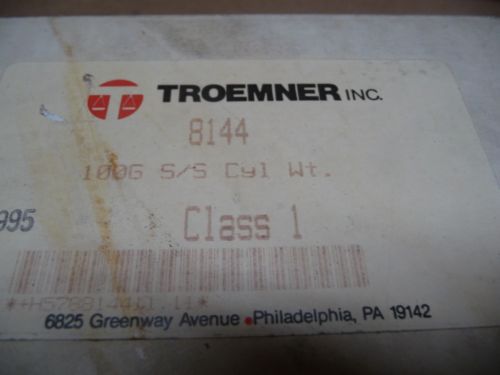 TROEMNER INC.
8144
100G S/S Cyl Wt.
995
Class 1
6825 Greenway Avenue •Philadelphia, PA 19142